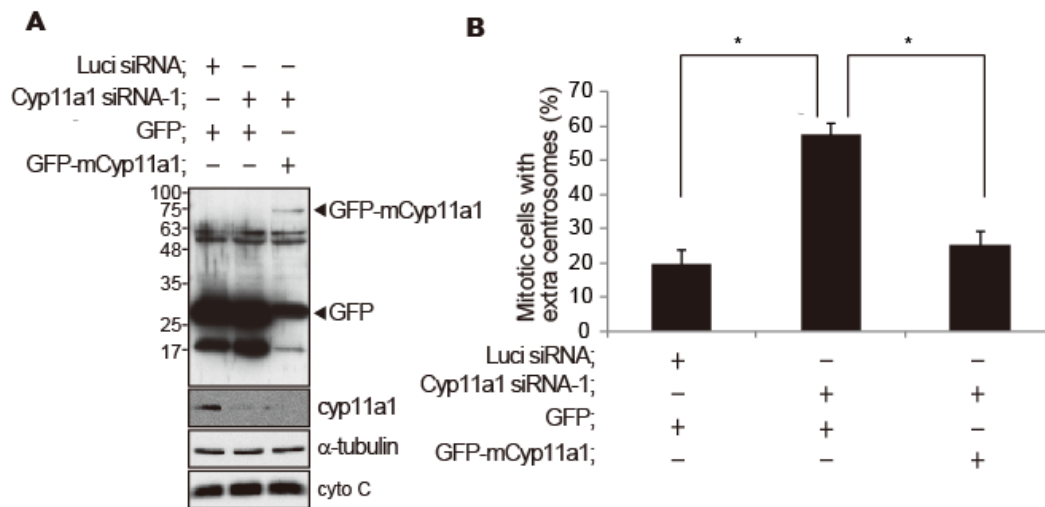 A
Luci siRNA; + – –
Cyp11a1 siRNA-1; – + +
GFP; + + –
GFP-mCyp11a1; – – +
100
75
63
48
35
25
17
GFP-mCyp11a1
GFP
cyp11a1
α-tubulin
cyto C
B
* *
Mitotic cells with
extra centrosomes (%)
70
60
50
40
30
20
10
0
Luci siRNA; + – –
Cyp11a1 siRNA-1; – + +
GFP; + + –
GFP-mCyp11a1; – – +